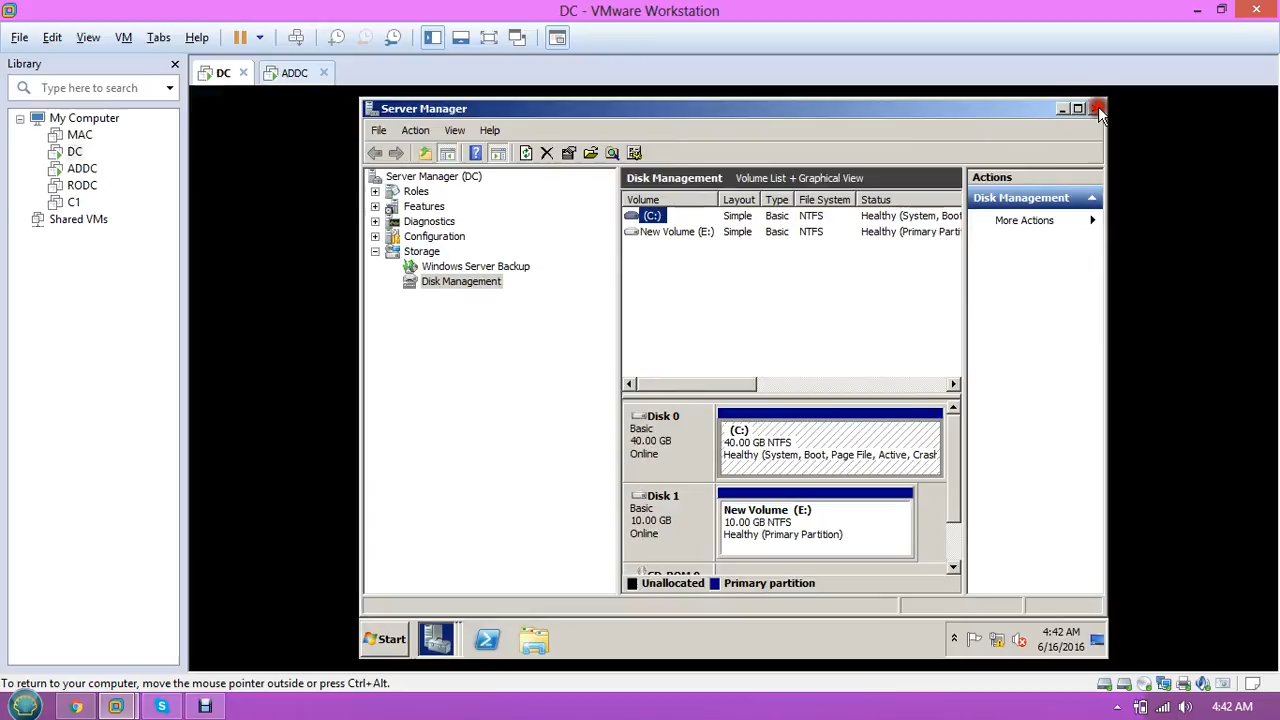 DC - VMware Workstation
File Edit View VM Tabs Help
Library
Type here to search
DC
ADDC
My Computer
MAC
DC
ADDC
RODC
C1
Shared VMs
Server Manager
File Action View Help
Server Manager (DC)
Roles
Features
Diagnostics
Configuration
Storage
Windows Server Backup
Disk Management
Disk Management Volume List + Graphical View
Volume Layout Type File System Status
(C:) Simple Basic NTFS Healthy (System, Boot
New Volume (E:) Simple Basic NTFS Healthy (Primary Parti
Disk 0
Basic
40.00 GB
Online
(C:)
40.00 GB NTFS
Healthy (System, Boot, Page File, Active, Crash
Disk 1
Basic
10.00 GB
Online
New Volume (E:)
10.00 GB NTFS
Healthy (Primary Partition)
CD-ROM 0
Unallocated Primary partition
Actions
Disk Management
More Actions
Start
4:42 AM
6/16/2016
To return to your computer, move the mouse pointer outside or press Ctrl+Alt.
4:42 AM